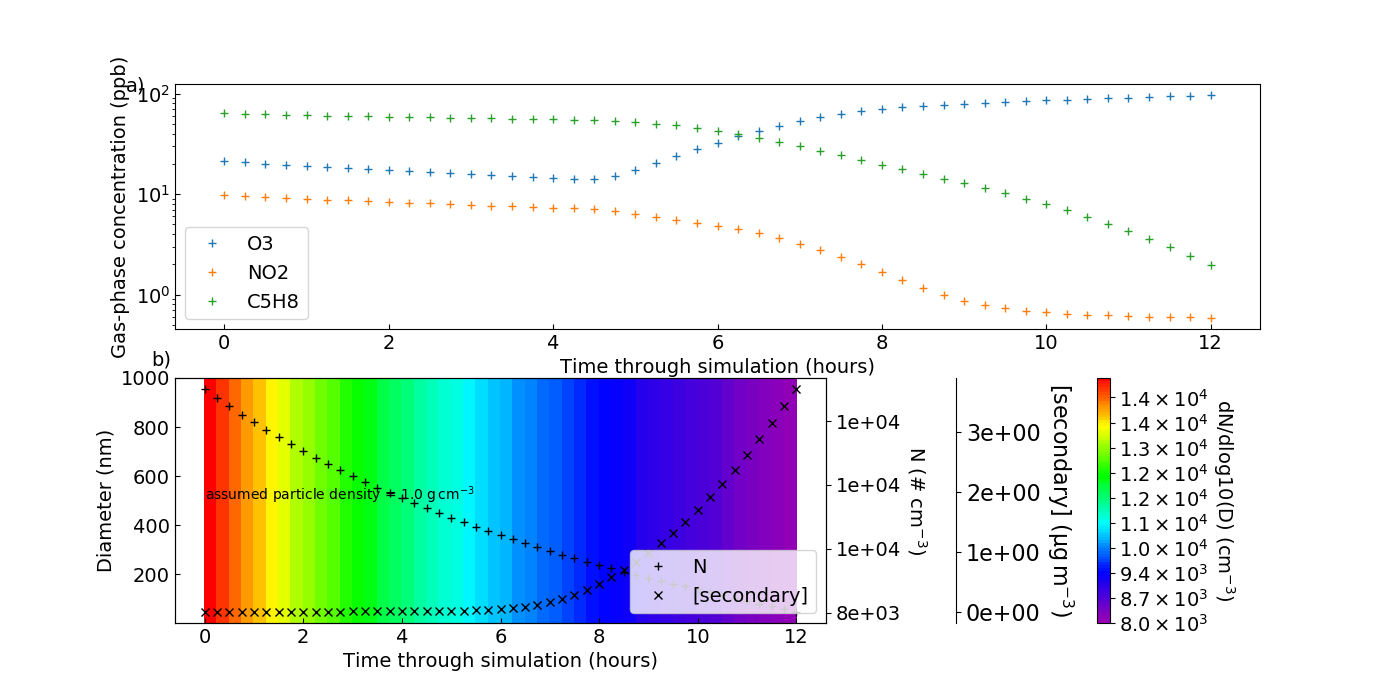 a)
Gas-phase concentration (ppb)
10²
10¹
10⁰
O3
NO2
C5H8
0 2 4 6 8 10 12
Time through simulation (hours)
b)
Diameter (nm)
1000
800
600
400
200
assumed particle density = 1.0 g cm⁻³
N
[secondary]
0 2 4 6 8 10 12
Time through simulation (hours)
1e+04
1e+04
1e+04
8e+03
N (# cm⁻³)
3e+00
2e+00
1e+00
0e+00
[secondary] (µg m⁻³)
1.4 × 10⁴
1.4 × 10⁴
1.3 × 10⁴
1.2 × 10⁴
1.2 × 10⁴
1.1 × 10⁴
1.0 × 10⁴
9.4 × 10³
8.7 × 10³
8.0 × 10³
dN/dlog10(D) (cm⁻³)